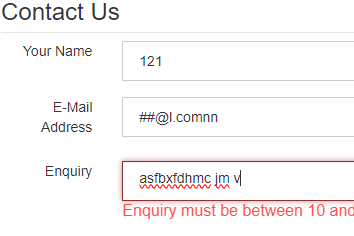 Contact Us
Your Name
121
E-Mail
Address
##@l.comnn
Enquiry
asfbxfdhmc jm v
Enquiry must be between 10 and